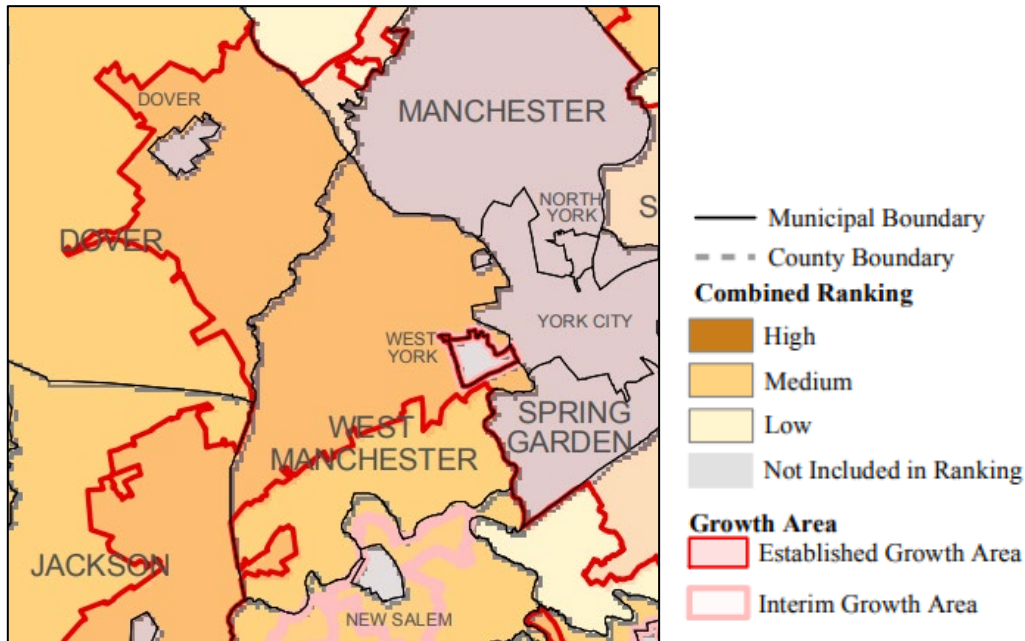 DOVER
MANCHESTER
NORTH
YORK
S
DOVER
YORK CITY
WEST
YORK
SPRING
GARDEN
WEST
MANCHESTER
JACKSON
NEW SALEM
Municipal Boundary
County Boundary
Combined Ranking
High
Medium
Low
Not Included in Ranking
Growth Area
Established Growth Area
Interim Growth Area